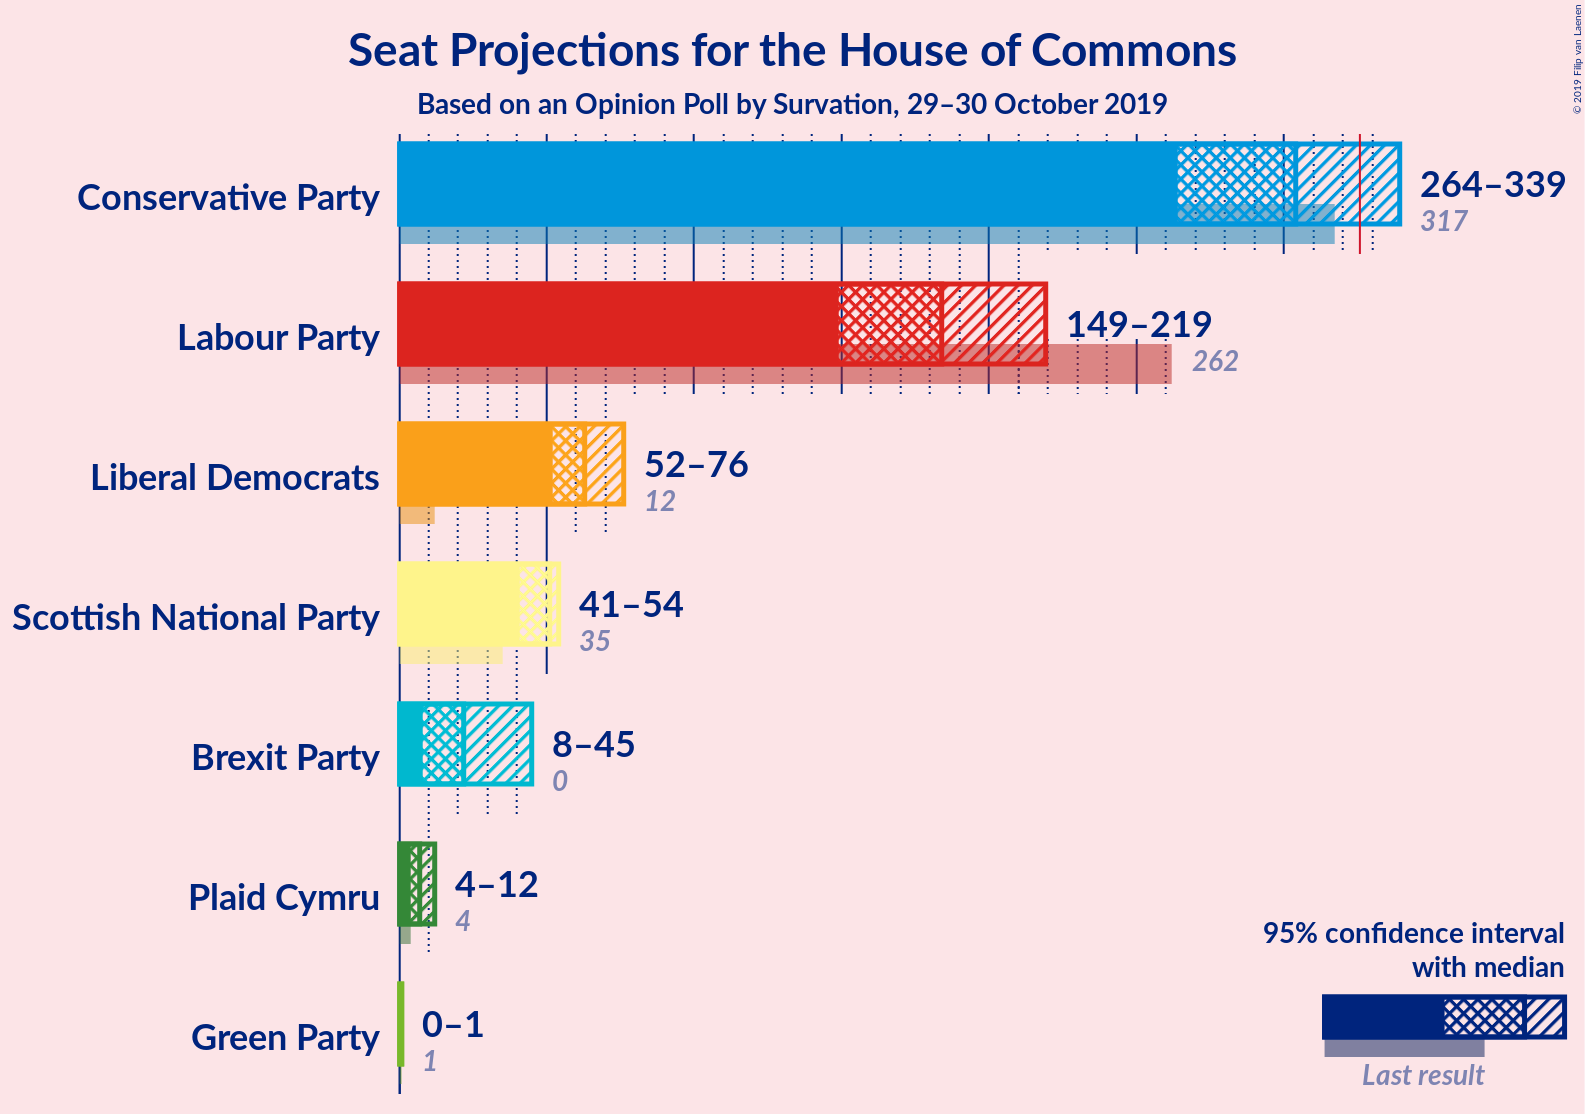 Seat Projections for the House of Commons
Based on an Opinion Poll by Survation, 29–30 October 2019
© 2019 Filip van Laenen
Conservative Party
264–339
317
Labour Party
149–219
262
Liberal Democrats
52–76
12
Scottish National Party
41–54
35
Brexit Party
8–45
0
Plaid Cymru
4–12
4
Green Party
0–1
1
95% confidence interval
with median
Last result